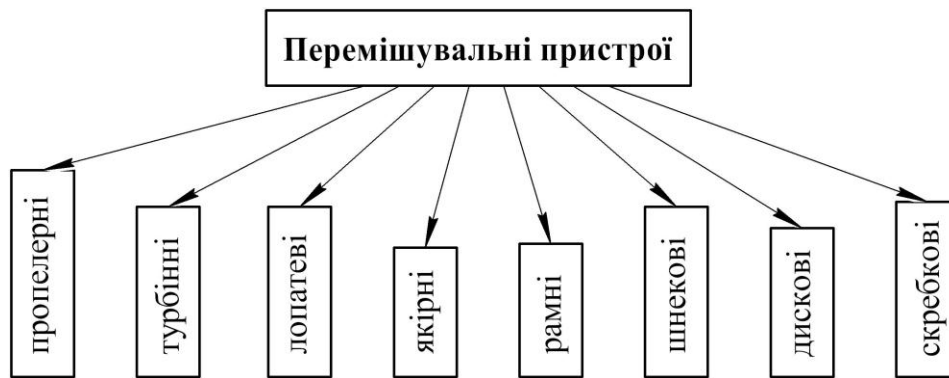 Перемішувальні пристрої
пропелерні
турбінні
лопатеві
якірні
рамні
шнекові
дискові
скребкові